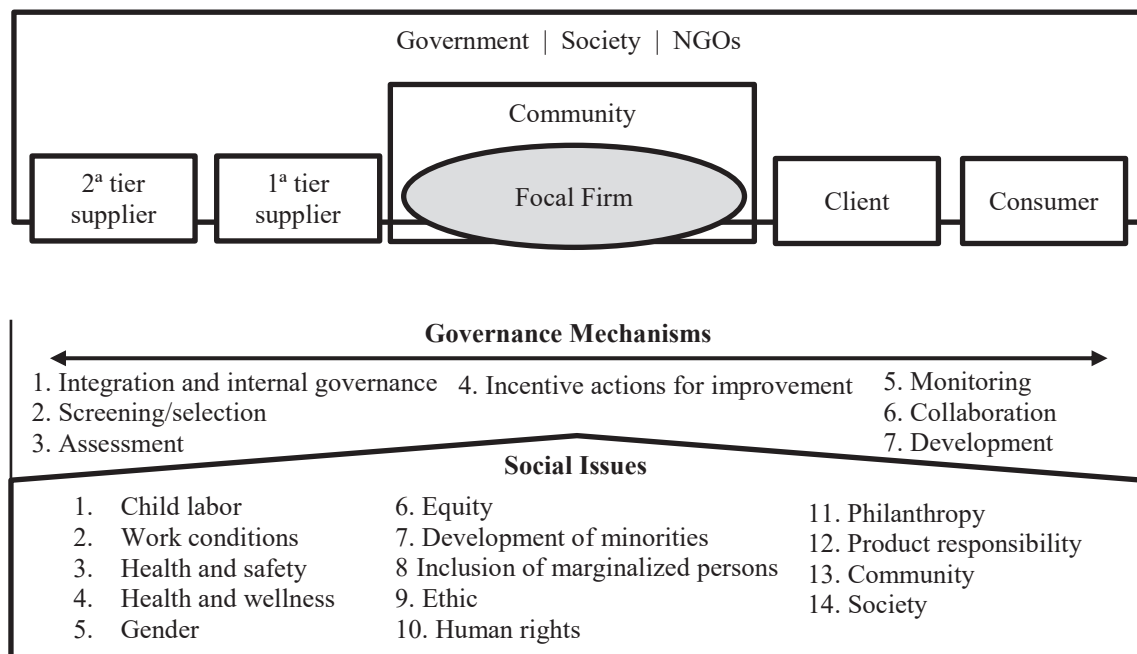 Government | Society | NGOs
Community
2ª tier
supplier
1ª tier
supplier
Focal Firm
Client
Consumer
Governance Mechanisms
1. Integration and internal governance
2. Screening/selection
3. Assessment
4. Incentive actions for improvement
5. Monitoring
6. Collaboration
7. Development
Social Issues
1. Child labor
2. Work conditions
3. Health and safety
4. Health and wellness
5. Gender
6. Equity
7. Development of minorities
8 Inclusion of marginalized persons
9. Ethic
10. Human rights
11. Philanthropy
12. Product responsibility
13. Community
14. Society